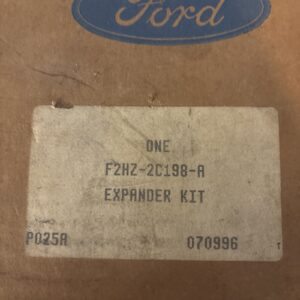 Ford
ONE
F2HZ-2C198-A
EXPANDER KIT
P025A 070996